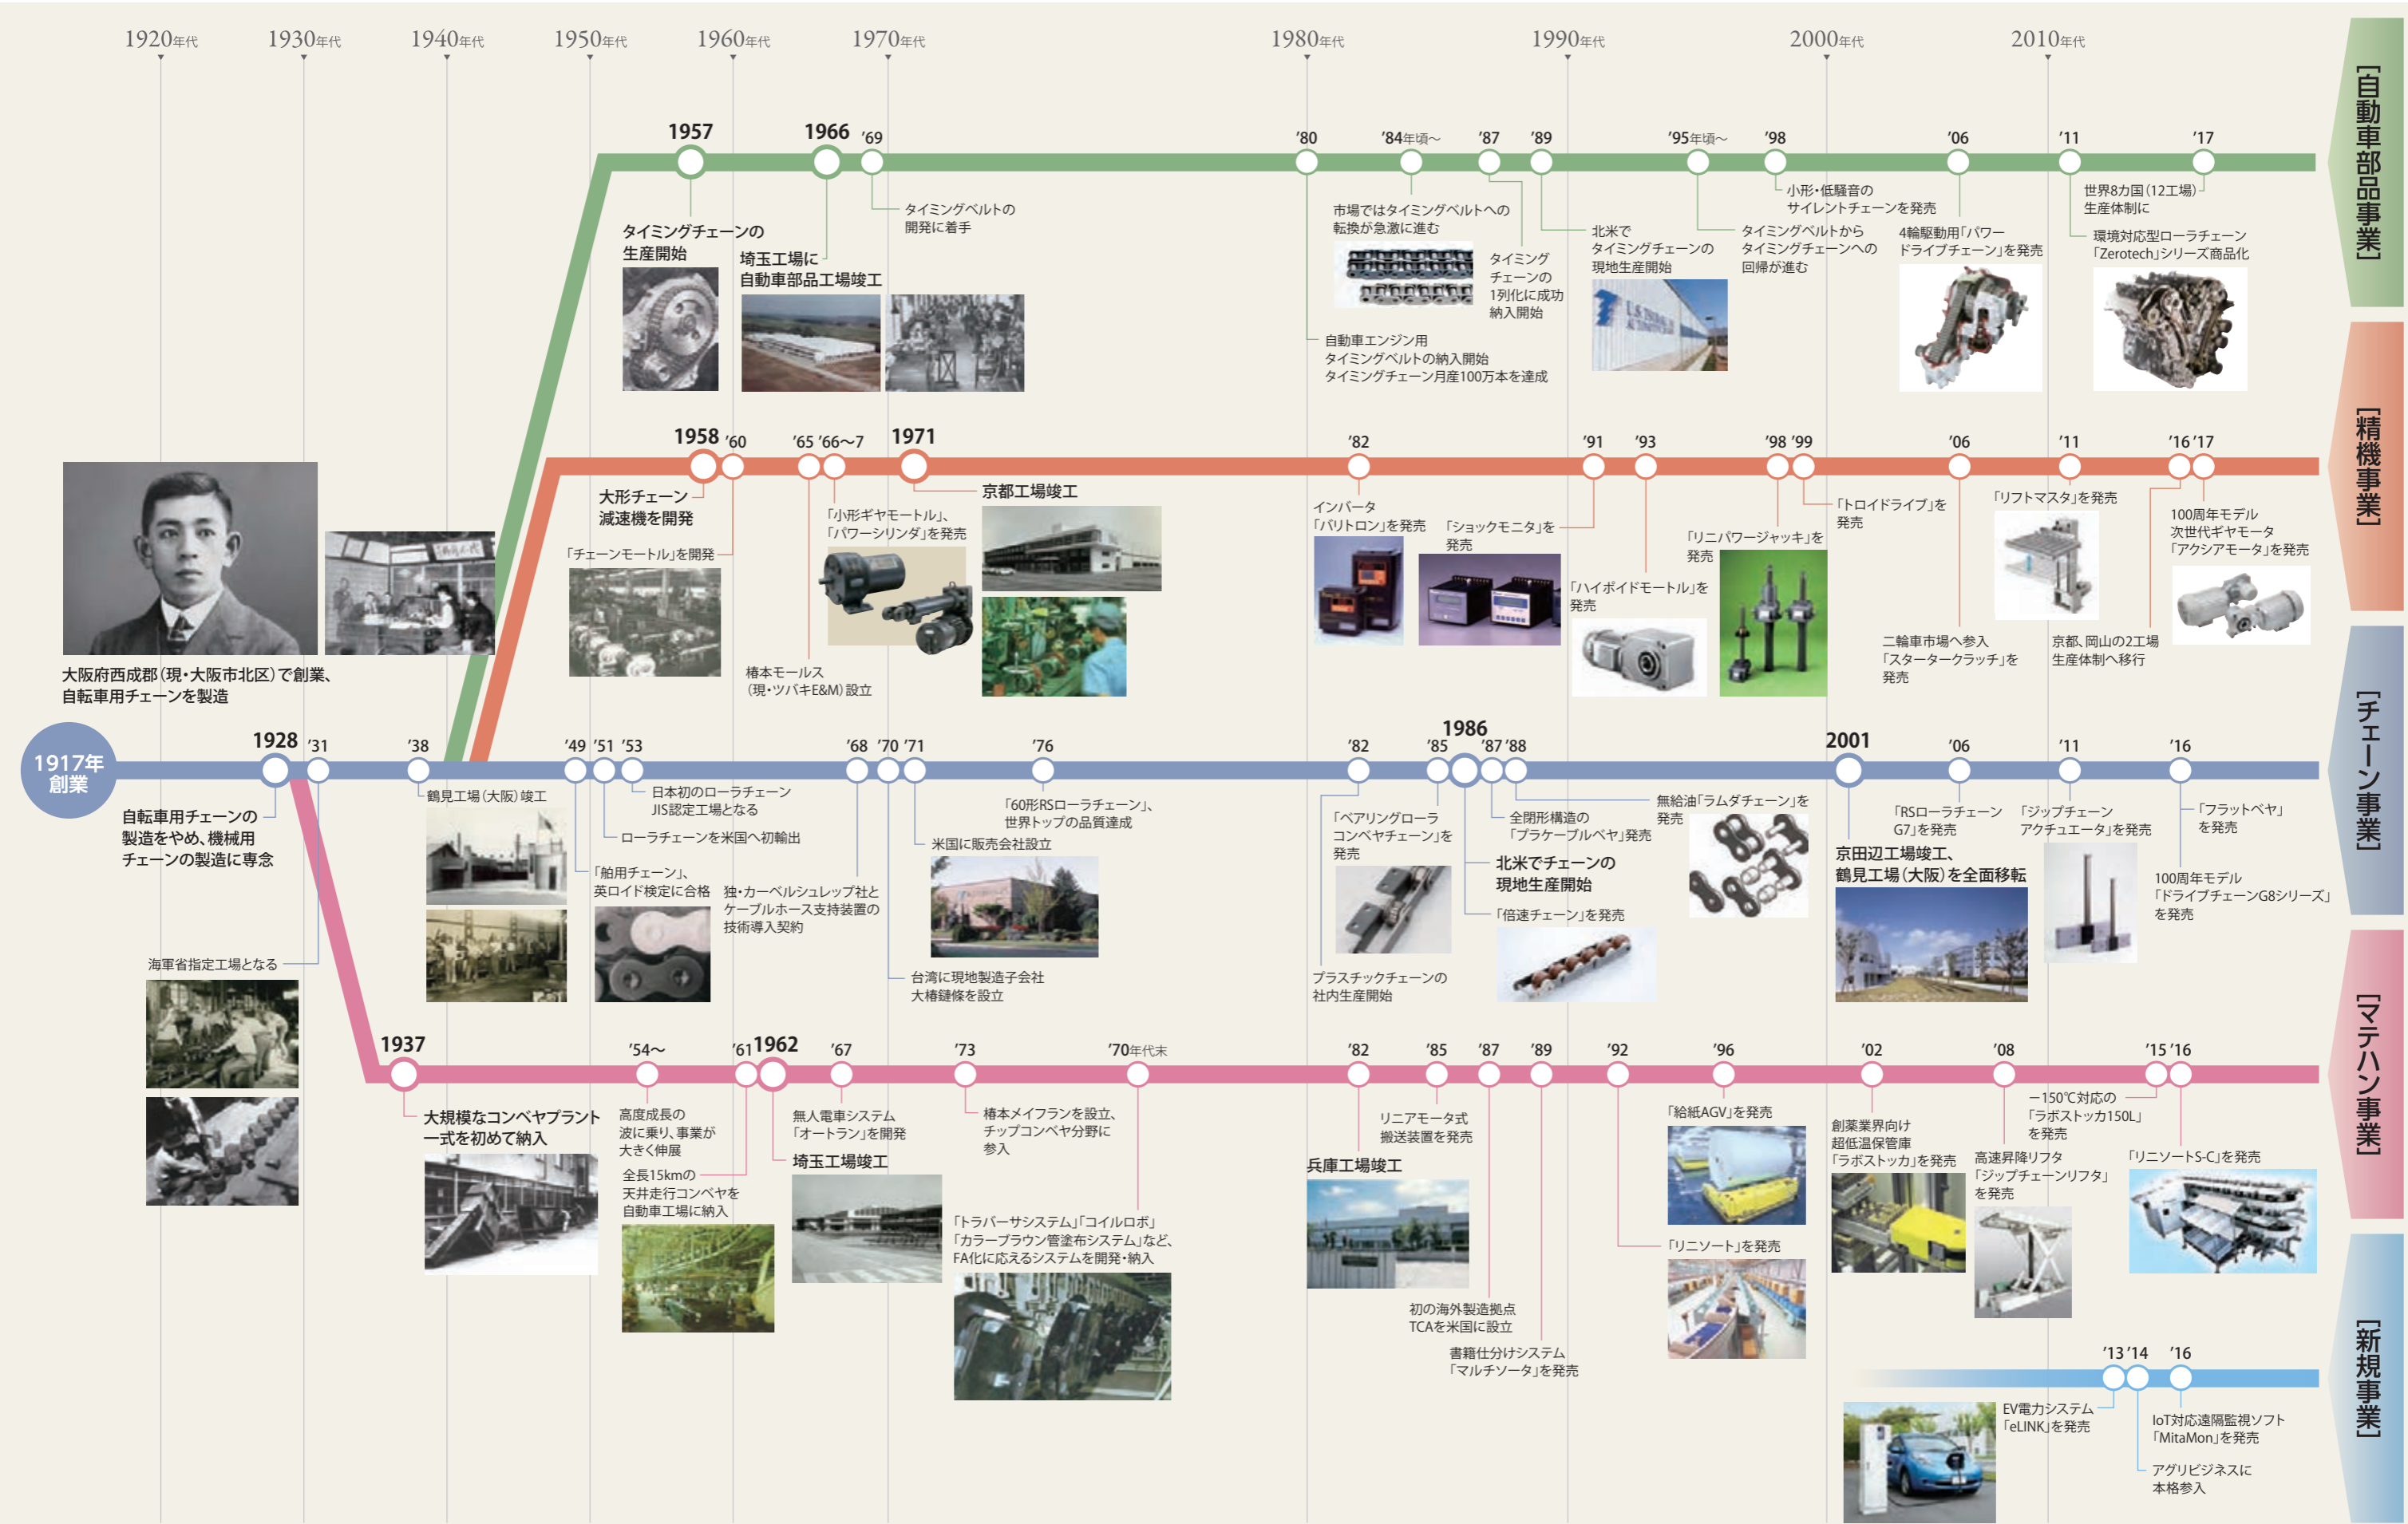 1920年代
1930年代
1940年代
1950年代
1960年代
1970年代
1980年代
1990年代
2000年代
2010年代
［自動車部品事業］
1957
タイミングチェーンの
生産開始
1966
埼玉工場に
自動車部品工場竣工
’69
タイミングベルトの
開発に着手
’80
自動車エンジン用
タイミングベルトの納入開始
タイミングチェーン月産100万本を達成
’84年頃～
市場ではタイミングベルトへの
転換が急激に進む
’87
タイミング
チェーンの
1列化に成功
納入開始
’89
北米で
タイミングチェーンの
現地生産開始
’95年頃～
タイミングベルトから
タイミングチェーンへの
回帰が進む
’98
小形・低騒音の
サイレントチェーンを発売
’06
4輪駆動用「パワー
ドライブチェーン」を発売
’11
環境対応型ローラチェーン
「Zerotech」シリーズ商品化
’17
世界8カ国（12工場）
生産体制に
［精機事業］
1958
大形チェーン
減速機を開発
’60
「チェーンモートル」を開発
’65
椿本モールス
（現・ツバキE&M）設立
’66～7
「小形ギヤモートル」、
「パワーシリンダ」を発売
1971
京都工場竣工
’82
インバータ
「バリトロン」を発売
’91
「ショックモニタ」を
発売
’93
「ハイポイドモートル」を
発売
’98
「リニパワージャッキ」を
発売
’99
「トロイドライブ」を
発売
’06
二輪車市場へ参入
「スタータークラッチ」を
発売
’11
「リフトマスタ」を発売
’16
京都、岡山の2工場
生産体制へ移行
’17
100周年モデル
次世代ギヤモータ
「アクシアモータ」を発売
［チェーン事業］
大阪府西成郡（現・大阪市北区）で創業、
自転車用チェーンを製造
1917年
創業
1928
自転車用チェーンの
製造をやめ、機械用
チェーンの製造に専念
’31
海軍省指定工場となる
’38
鶴見工場（大阪）竣工
’49
「舶用チェーン」、
英ロイド検定に合格
’51
ローラチェーンを米国へ初輸出
’53
日本初のローラチェーン
JIS認定工場となる
’68
独・カーベルシュレップ社と
ケーブルホース支持装置の
技術導入契約
’70
台湾に現地製造子会社
大椿鏈條を設立
’71
米国に販売会社設立
’76
「60形RSローラチェーン」、
世界トップの品質達成
’82
プラスチックチェーンの
社内生産開始
’85
「ベアリングローラ
コンベヤチェーン」を
発売
1986
北米でチェーンの
現地生産開始
「倍速チェーン」を発売
’87
全閉形構造の
「プラケーブルベヤ」発売
’88
無給油「ラムダチェーン」を
発売
2001
京田辺工場竣工、
鶴見工場（大阪）を全面移転
’06
「RSローラチェーン
G7」を発売
’11
「ジップチェーン
アクチュエータ」を発売
’16
「フラットベヤ」
を発売
100周年モデル
「ドライブチェーンG8シリーズ」
を発売
［マテハン事業］
1937
大規模なコンベヤプラント
一式を初めて納入
’54～
高度成長の
波に乗り、事業が
大きく伸展
’61
全長15kmの
天井走行コンベヤを
自動車工場に納入
1962
埼玉工場竣工
’67
無人電車システム
「オートラン」を開発
’73
椿本メイフランを設立、
チップコンベヤ分野に
参入
’70年代末
「トラバーサシステム」「コイルロボ」
「カラーブラウン管塗布システム」など、
FA化に応えるシステムを開発・納入
’82
兵庫工場竣工
’85
リニアモータ式
搬送装置を発売
’87
初の海外製造拠点
TCAを米国に設立
’89
書籍仕分けシステム
「マルチソータ」を発売
’92
「リニソート」を発売
’96
「給紙AGV」を発売
’02
創薬業界向け
超低温保管庫
「ラボストッカ」を発売
’08
高速昇降リフタ
「ジップチェーンリフタ」
を発売
’15
－150℃対応の
「ラボストッカ150L」
を発売
’16
「リニソートS-C」を発売
［新規事業］
’13
EV電力システム
「eLINK」を発売
’14
アグリビジネスに
本格参入
’16
IoT対応遠隔監視ソフト
「MitaMon」を発売